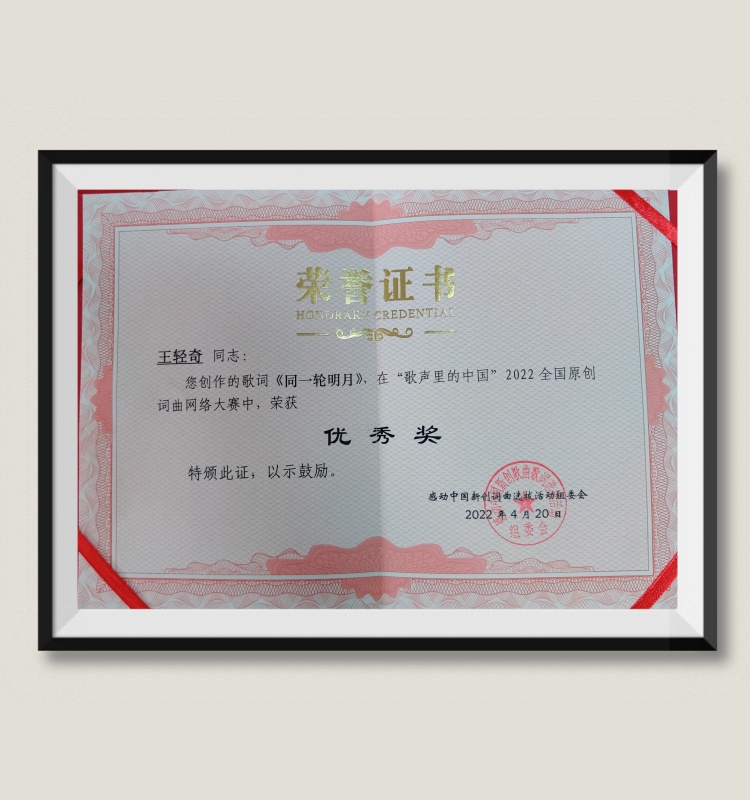 荣誉证书
HONORARY CREDENTIAL
王轻奇 同志：
您创作的歌词《同一轮明月》，在“歌声里的中国”2022全国原创
词曲网络大赛中，荣获
优秀奖
特颁此证，以示鼓励。
感动中国新创词曲选拔活动组委会
2022年4月20日
组委会